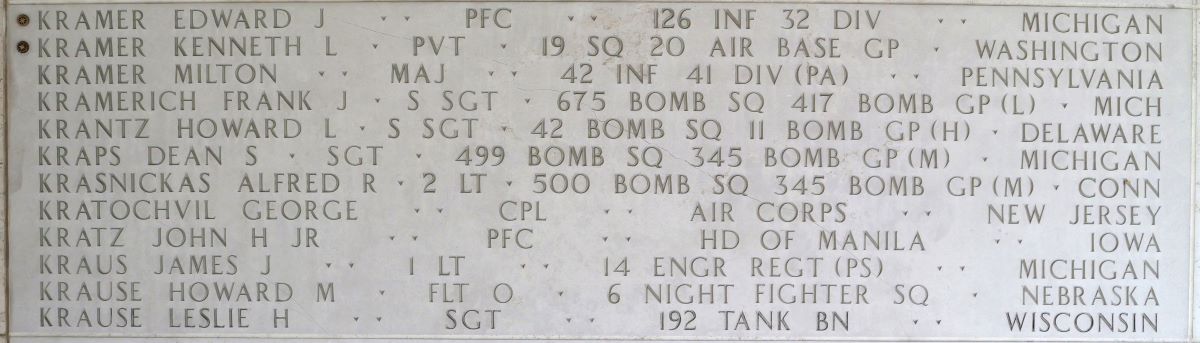 KRAMER EDWARD J · · PFC · · 126 INF 32 DIV · · MICHIGAN
KRAMER KENNETH L · PVT · 19 SQ 20 AIR BASE GP · WASHINGTON
KRAMER MILTON · · MAJ · · 42 INF 41 DIV (PA) · · PENNSYLVANIA
KRAMERICH FRANK J · S SGT · 675 BOMB SQ 417 BOMB GP (L) · MICH
KRANTZ HOWARD L · S SGT · 42 BOMB SQ 11 BOMB GP (H) · DELAWARE
KRAPS DEAN S · SGT · 499 BOMB SQ 345 BOMB GP (M) · MICHIGAN
KRASNICKAS ALFRED R · 2 LT · 500 BOMB SQ 345 BOMB GP (M) · CONN
KRATOCHVIL GEORGE · · CPL · · AIR CORPS · · NEW JERSEY
KRATZ JOHN H JR · · PFC · · HD OF MANILA · · IOWA
KRAUS JAMES J · · 1 LT · · 14 ENGR REGT (PS) · · MICHIGAN
KRAUSE HOWARD M · FLT O · 6 NIGHT FIGHTER SQ · NEBRASKA
KRAUSE LESLIE H · · SGT · · 192 TANK BN · · WISCONSIN